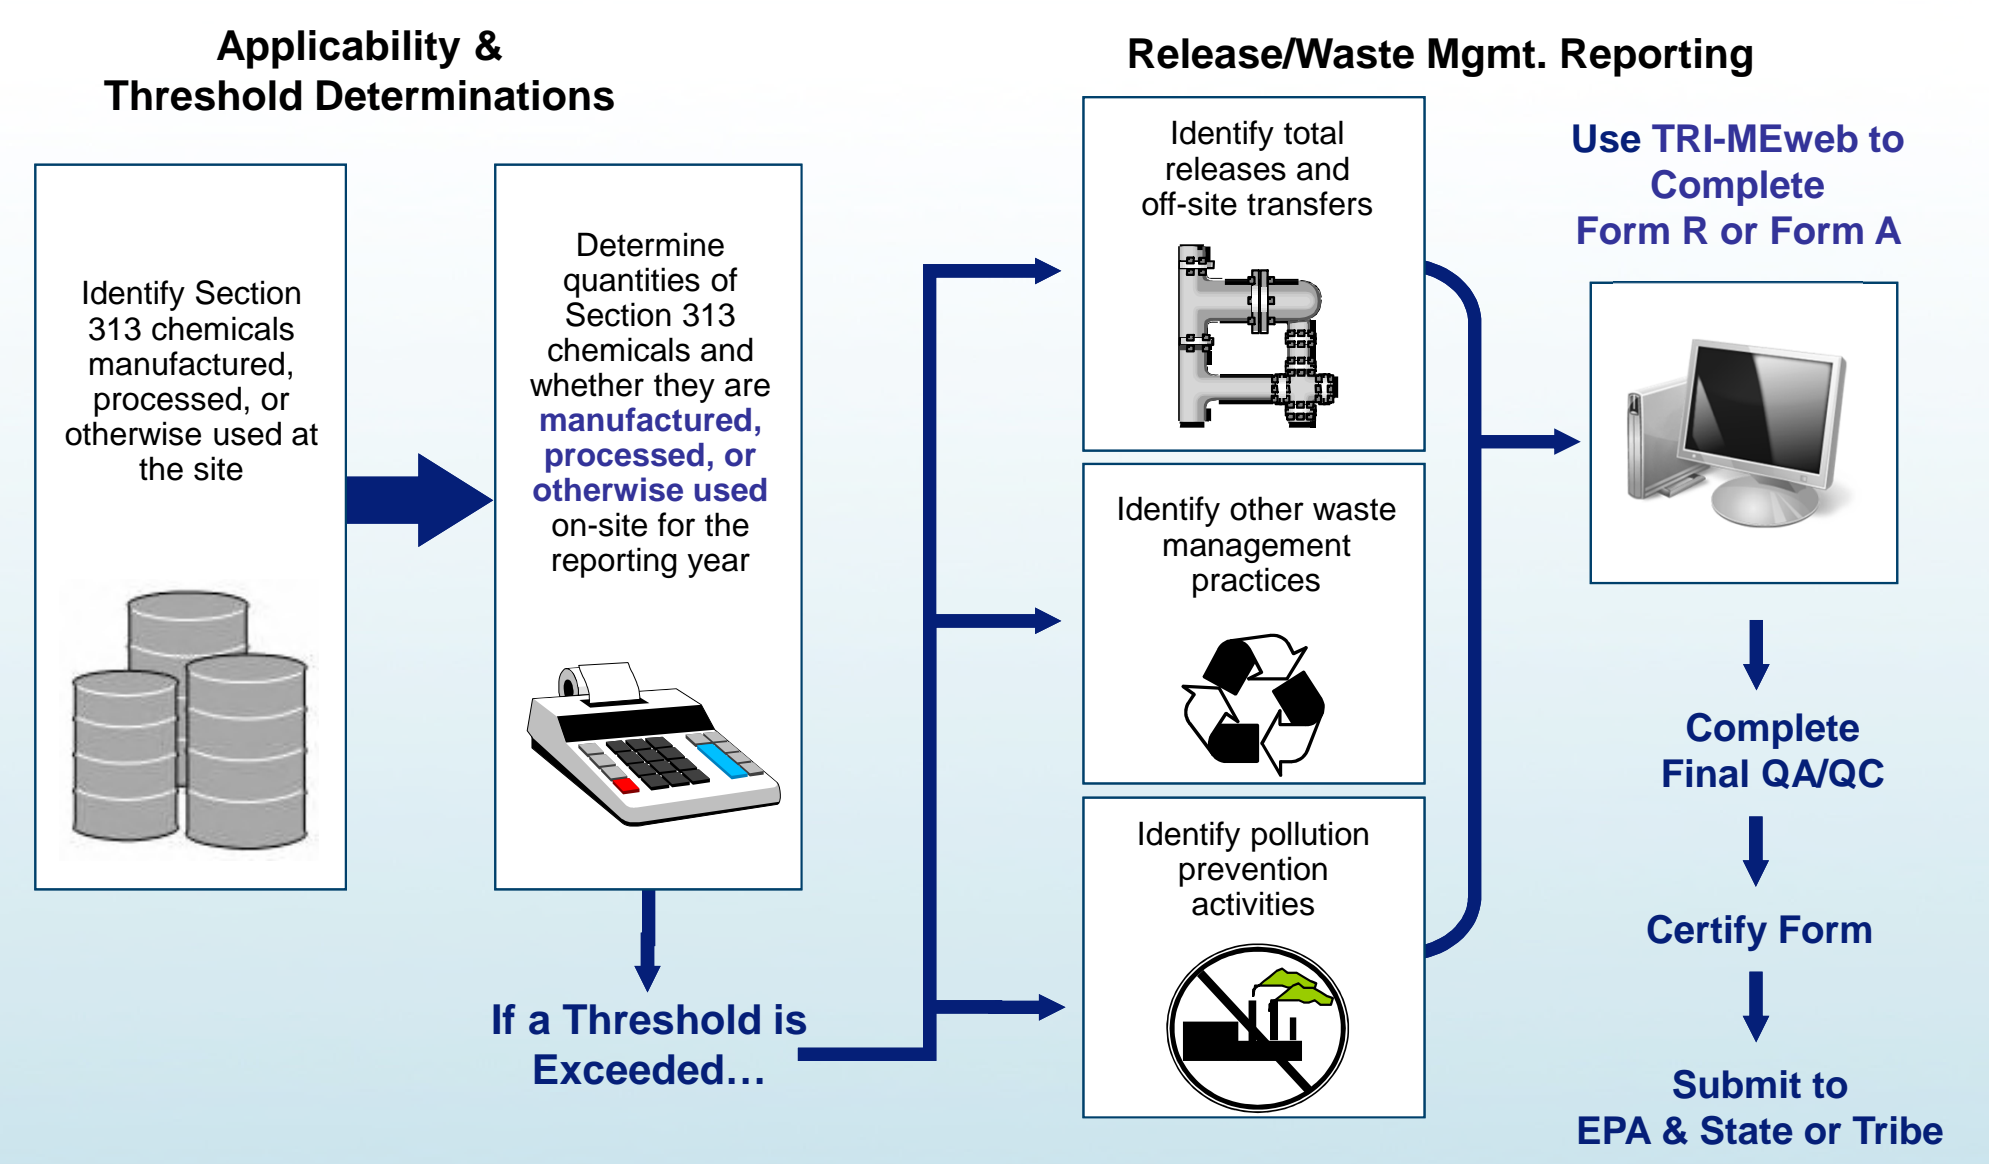 Applicability &
Threshold Determinations
Identify Section
313 chemicals
manufactured,
processed, or
otherwise used at
the site
Determine
quantities of
Section 313
chemicals and
whether they are
manufactured,
processed, or
otherwise used
on-site for the
reporting year
If a Threshold is
Exceeded…
Release/Waste Mgmt. Reporting
Identify total
releases and
off-site transfers
Identify other waste
management
practices
Identify pollution
prevention
activities
Use TRI-MEweb to
Complete
Form R or Form A
Complete
Final QA/QC
Certify Form
Submit to
EPA & State or Tribe